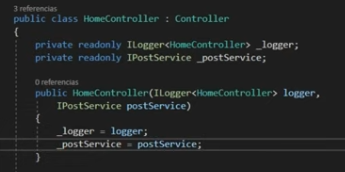 3 referencias
public class HomeController : Controller
{
private readonly ILogger<HomeController> _logger;
private readonly IPostService _postService;
0 referencias
public HomeController(ILogger<HomeController> logger,
IPostService postService)
{
_logger = logger;
_postService = postService;
}